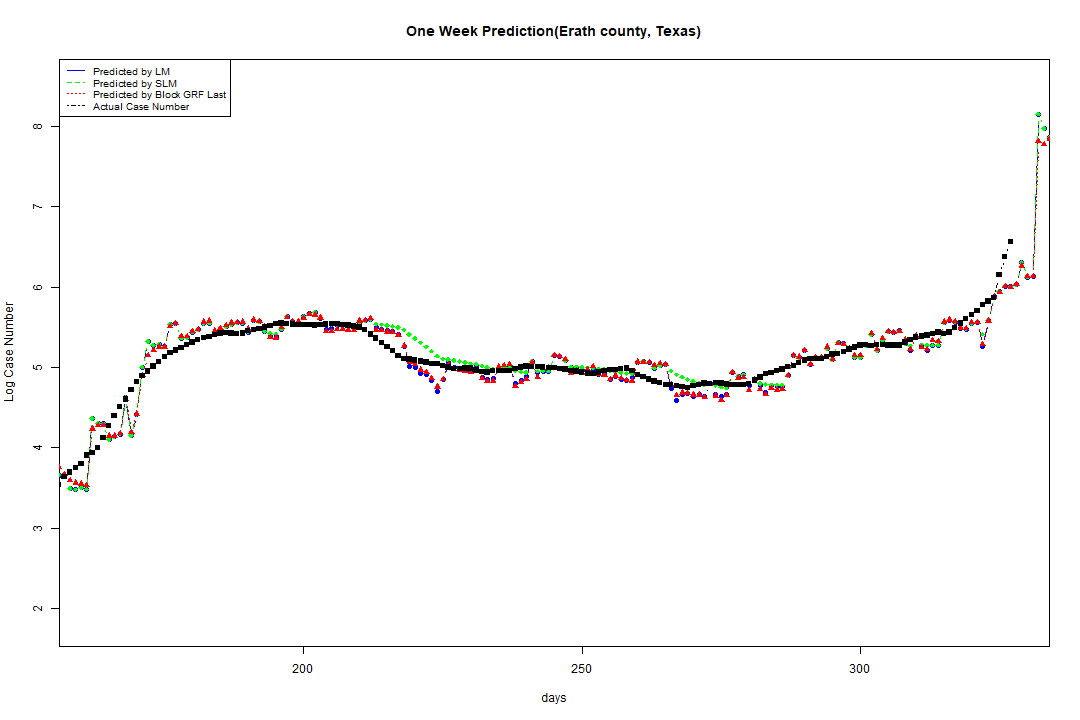 One Week Prediction(Erath county, Texas)
Predicted by LM
Predicted by SLM
Predicted by Block GRF Last
Actual Case Number
8
7
6
5
4
3
2
Log Case Number
200 250 300
days